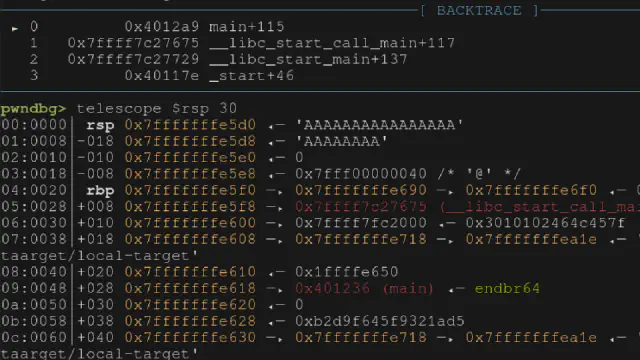 [ BACKTRACE ]
► 0 0x4012a9 main+115
1 0x7ffff7c27675 __libc_start_call_main+117
2 0x7ffff7c27729 __libc_start_main+137
3 0x40117e _start+46
pwndbg> telescope $rsp 30
00:0000│ rsp 0x7fffffffe5d0 ◂— 'AAAAAAAAAAAAAAAA'
01:0008│-018 0x7fffffffe5d8 ◂— 'AAAAAAAA'
02:0010│-010 0x7fffffffe5e0 ◂— 0
03:0018│-008 0x7fffffffe5e8 ◂— 0x7fff00000040 /* '@' */
04:0020│ rbp 0x7fffffffe5f0 —▸ 0x7fffffffe690 —▸ 0x7fffffffe6f0 ◂—
05:0028│+008 0x7fffffffe5f8 —▸ 0x7ffff7c27675 (__libc_start_call_mai
06:0030│+010 0x7fffffffe600 —▸ 0x7ffff7fc2000 ◂— 0x3010102464c457f
07:0038│+018 0x7fffffffe608 —▸ 0x7fffffffe718 —▸ 0x7fffffffea1e ◂—
taarget/local-target'
08:0040│+020 0x7fffffffe610 ◂— 0x1ffffe650
09:0048│+028 0x7fffffffe618 —▸ 0x401236 (main) ◂— endbr64
0a:0050│+030 0x7fffffffe620 ◂— 0
0b:0058│+038 0x7fffffffe628 ◂— 0xb2d9f645f9321ad5
0c:0060│+040 0x7fffffffe630 —▸ 0x7fffffffe718 —▸ 0x7fffffffea1e ◂—
taarget/local-target'